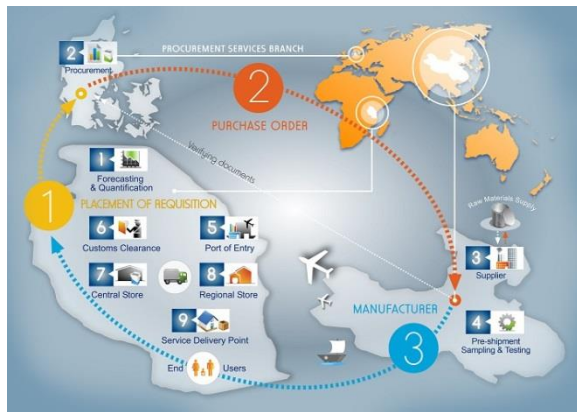 2
Procurement
PROCUREMENT SERVICES BRANCH
2
PURCHASE ORDER
Verifying documents
1
Forecasting
& Quantification
1
PLACEMENT OF REQUISITION
6
Customs Clearance
5
Port of Entry
7
Central Store
8
Regional Store
9
Service Delivery Point
End Users
Raw Materials Supply
3
Supplier
MANUFACTURER
3
4
Pre-shipment
Sampling & Testing